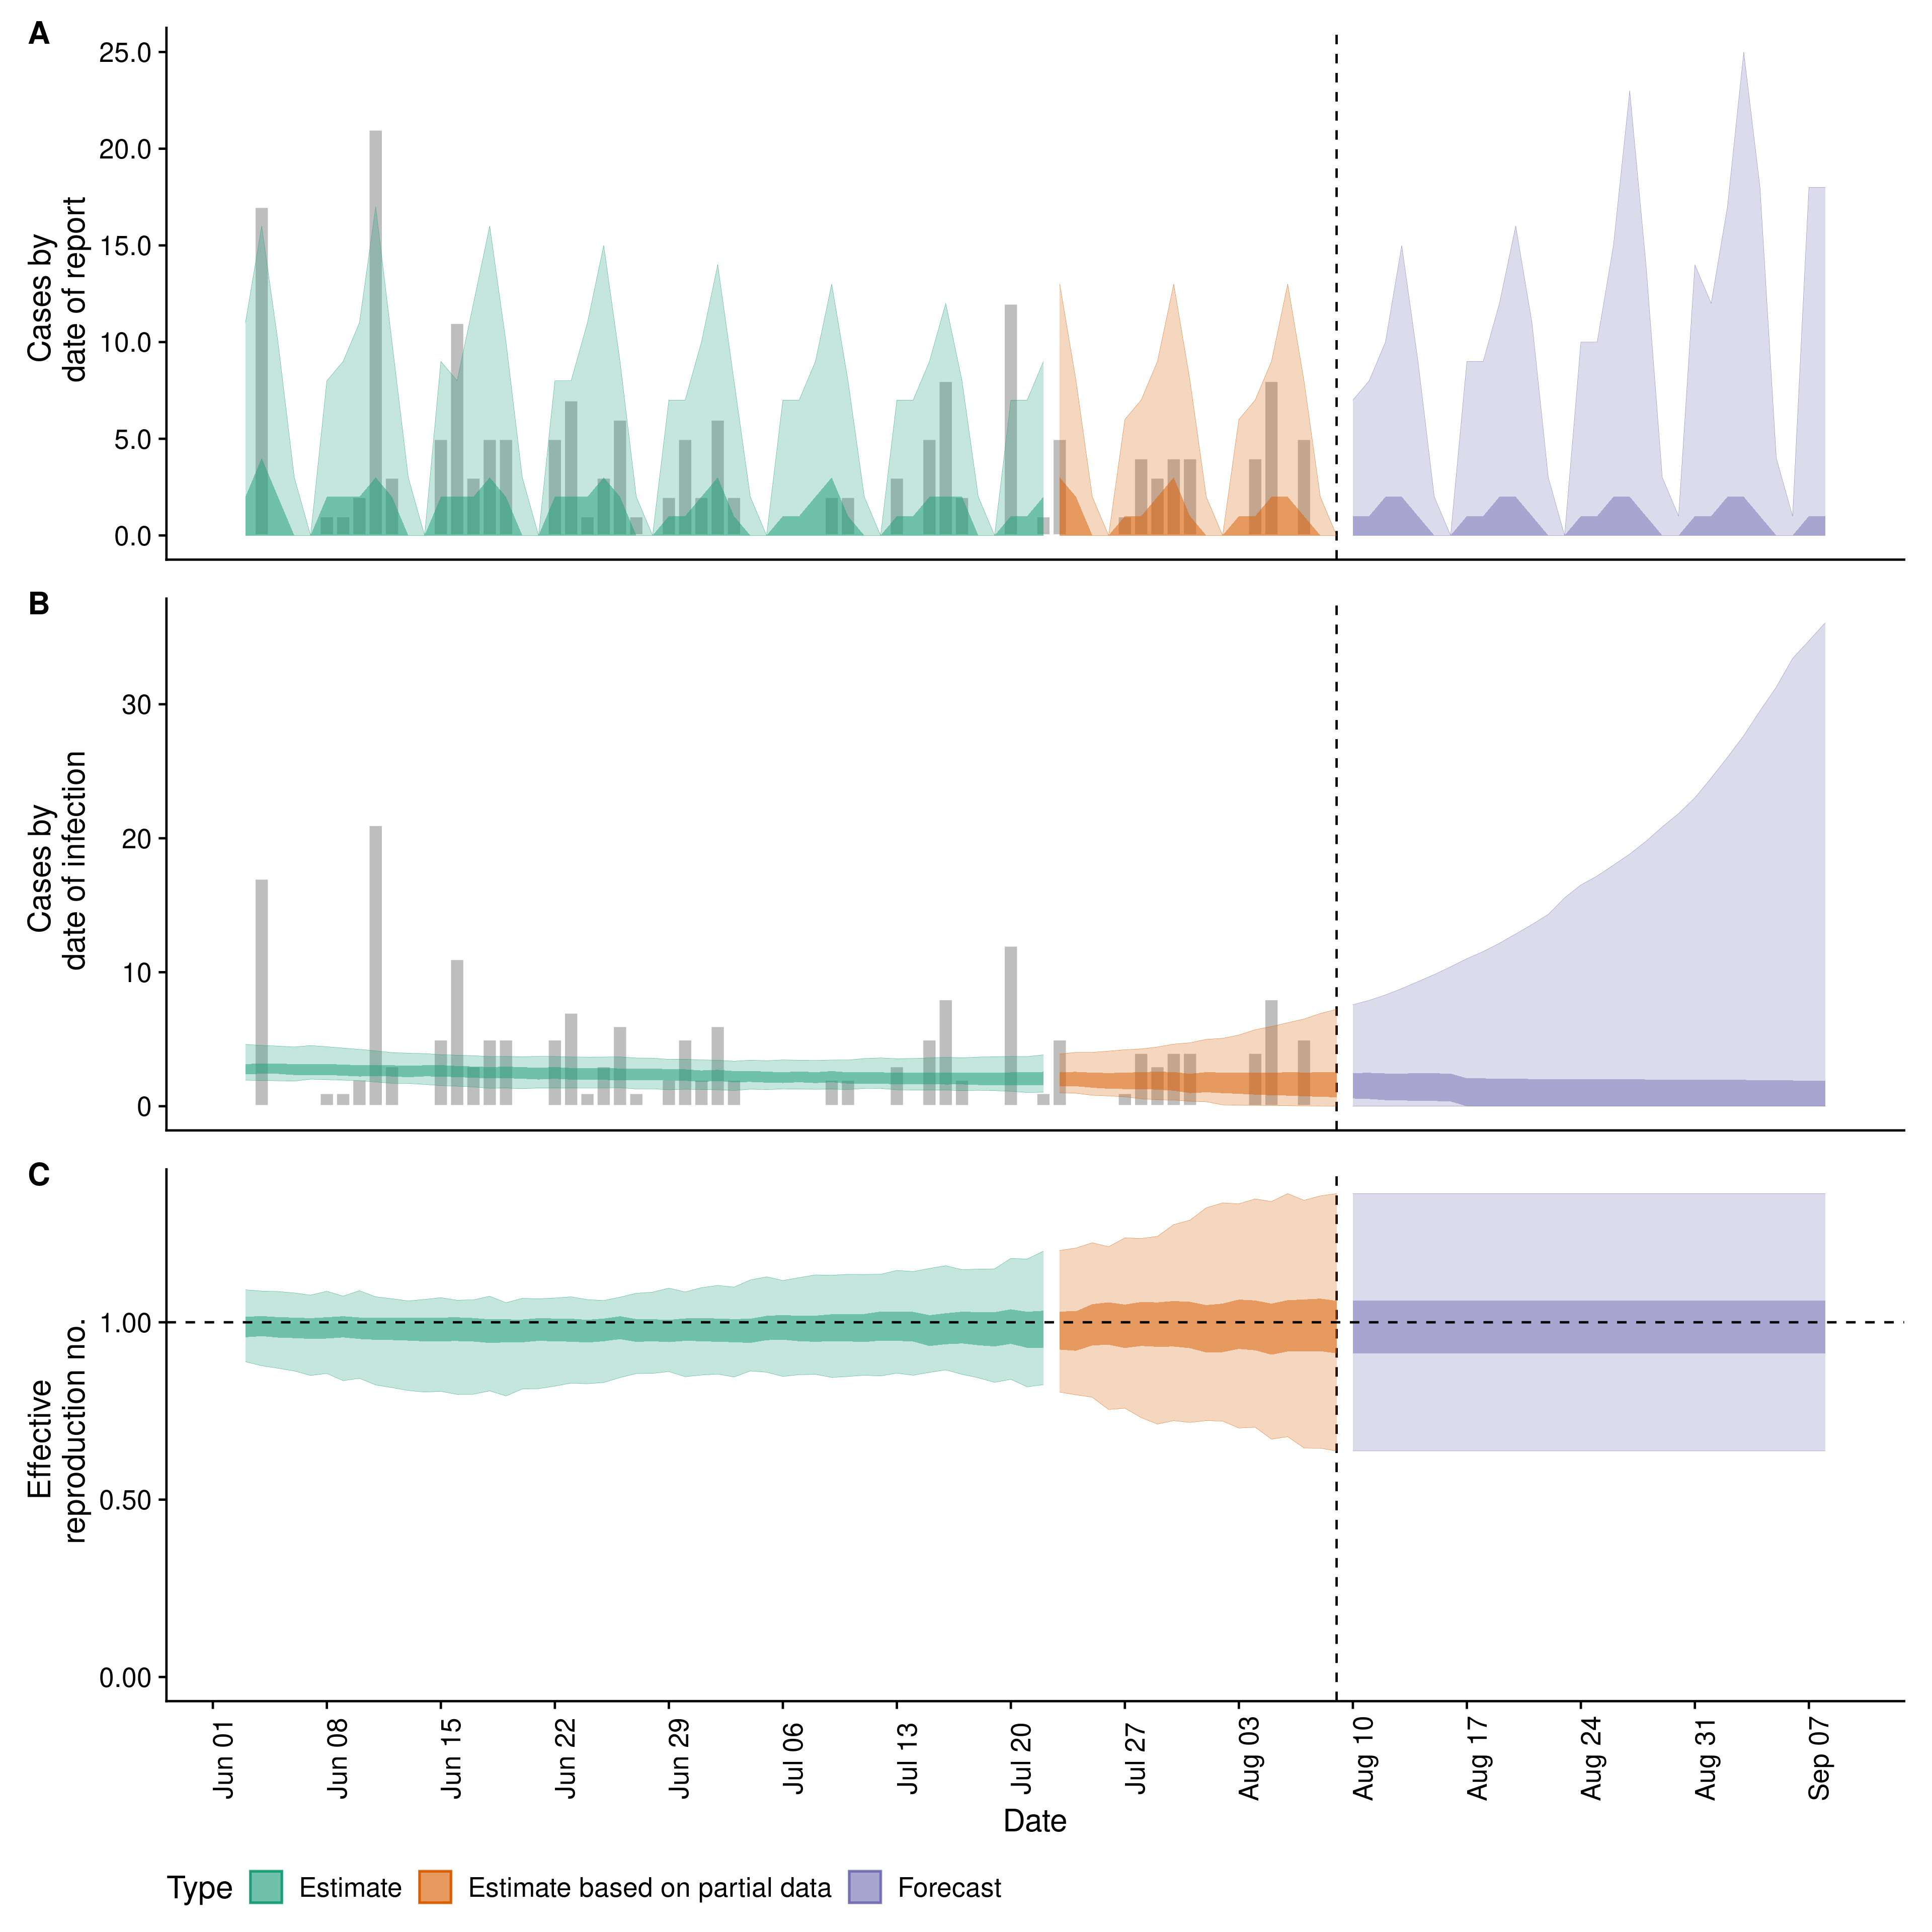 A
Cases by
date of report
25.0
20.0
15.0
10.0
5.0
0.0
B
Cases by
date of infection
30
20
10
0
C
Effective
reproduction no.
1.00
0.50
0.00
Jun 01
Jun 08
Jun 15
Jun 22
Jun 29
Jul 06
Jul 13
Jul 20
Jul 27
Aug 03
Aug 10
Aug 17
Aug 24
Aug 31
Sep 07
Date
Type Estimate Estimate based on partial data Forecast